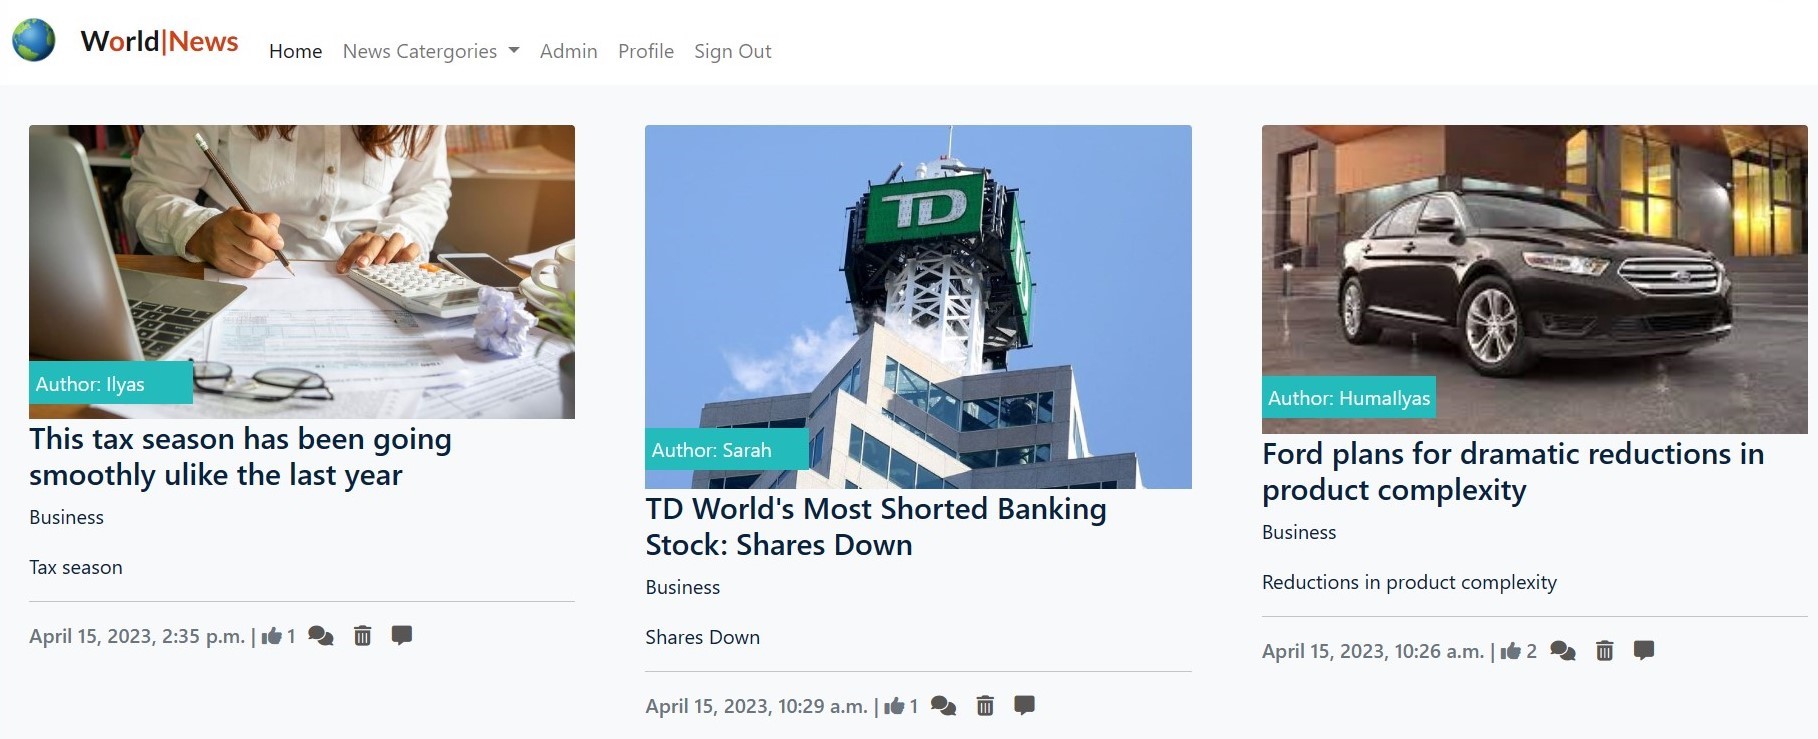 World|News
Home News Catergories Admin Profile Sign Out
Author: Ilyas
This tax season has been going
smoothly ulike the last year
Business
Tax season
April 15, 2023, 2:35 p.m. | 1
TD
Author: Sarah
TD World's Most Shorted Banking
Stock: Shares Down
Business
Shares Down
April 15, 2023, 10:29 a.m. | 1
Author: HumaIlyas
Ford plans for dramatic reductions in
product complexity
Business
Reductions in product complexity
April 15, 2023, 10:26 a.m. | 2